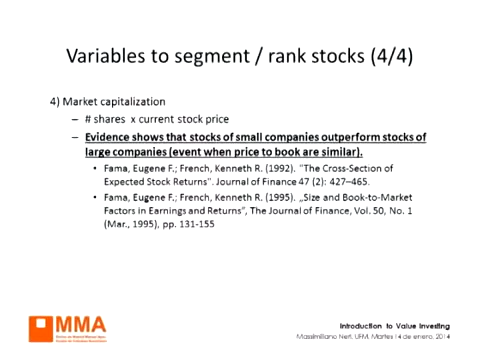 Variables to segment / rank stocks (4/4)
4) Market capitalization
– # shares x current stock price
– Evidence shows that stocks of small companies outperform stocks of
large companies (event when price to book are similar).
• Fama, Eugene F.; French, Kenneth R. (1992). "The Cross-Section of
Expected Stock Returns". Journal of Finance 47 (2): 427–465.
• Fama, Eugene F.; French, Kenneth R. (1995). „Size and Book-to-Market
Factors in Earnings and Returns", The Journal of Finance, Vol. 50, No. 1
(Mar., 1995), pp. 131-155
MMA
Introduction to Value Investing
Massimiliano Neri, UFM, Martes 14 de enero, 2014